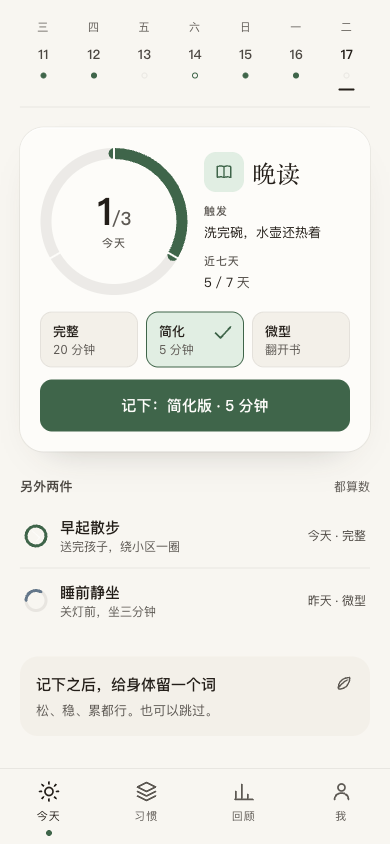 三 四 五 六 日 一 二
11 12 13 14 15 16 17
晚读
1/3
今天
触发
洗完碗，水壶还热着
近七天
5 / 7 天
完整
20 分钟
简化
5 分钟
微型
翻开书
记下：简化版 · 5 分钟
另外两件 都算数
早起散步
送完孩子，绕小区一圈
今天 · 完整
睡前静坐
关灯前，坐三分钟
昨天 · 微型
记下之后，给身体留一个词
松、稳、累都行。也可以跳过。
今天 习惯 回顾 我